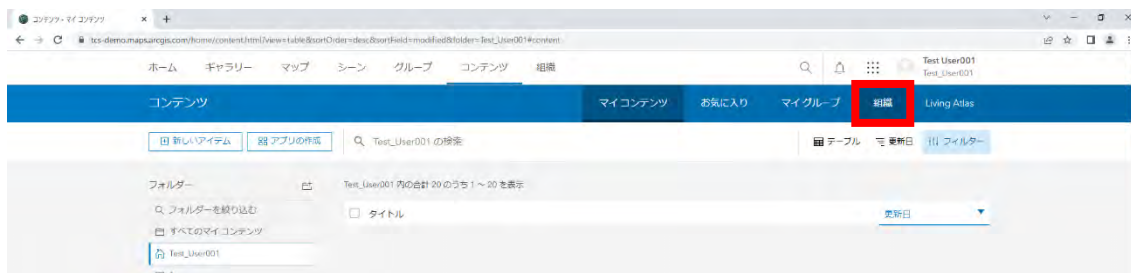 コンテンツ - マイ コンテンツ
tcs-demo.maps.arcgis.com/home/content.html?view=table&sortOrder=desc&sortField=modified&folder=Test_User001#content
ホーム ギャラリー マップ シーン グループ コンテンツ 組織
Test User001
Test_User001
コンテンツ マイ コンテンツ お気に入り マイ グループ 組織 Living Atlas
新しいアイテム アプリの作成 Test_User001 の検索 テーブル 更新日 フィルター
フォルダー Test_User001 内の合計 20 のうち 1 ～ 20 を表示
フォルダーを絞り込む タイトル 更新日
すべてのマイ コンテンツ
Test_User001